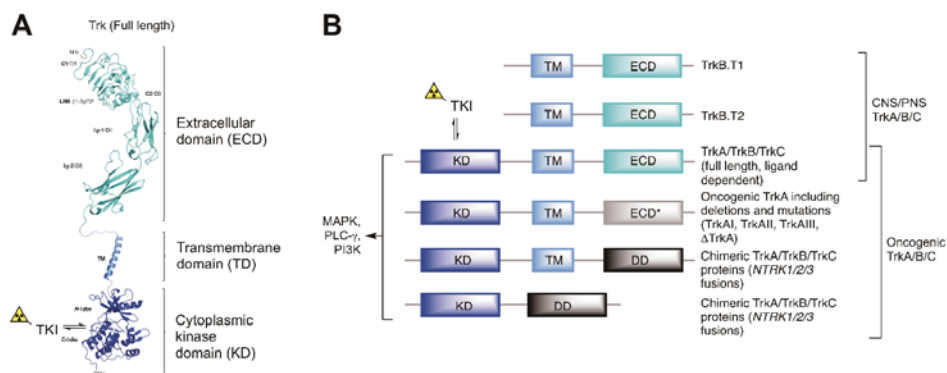 A
Trk (Full length)
Extracellular
domain (ECD)
TM
Transmembrane
domain (TD)
TKI
Cytoplasmic
kinase
domain (KD)
B
TM
ECD
TrkB.T1
TM
ECD
TrkB.T2
CNS/PNS
TrkA/B/C
TKI
KD
TM
ECD
TrkA/TrkB/TrkC
(full length, ligand
dependent)
MAPK,
PLC-γ,
PI3K
KD
TM
ECD*
Oncogenic TrkA including
deletions and mutations
(TrkAI, TrkAII, TrkAIII,
ΔTrkA)
Oncogenic
TrkA/B/C
KD
TM
DD
Chimeric TrkA/TrkB/TrkC
proteins (NTRK1/2/3
fusions)
KD
DD
Chimeric TrkA/TrkB/TrkC
proteins (NTRK1/2/3
fusions)